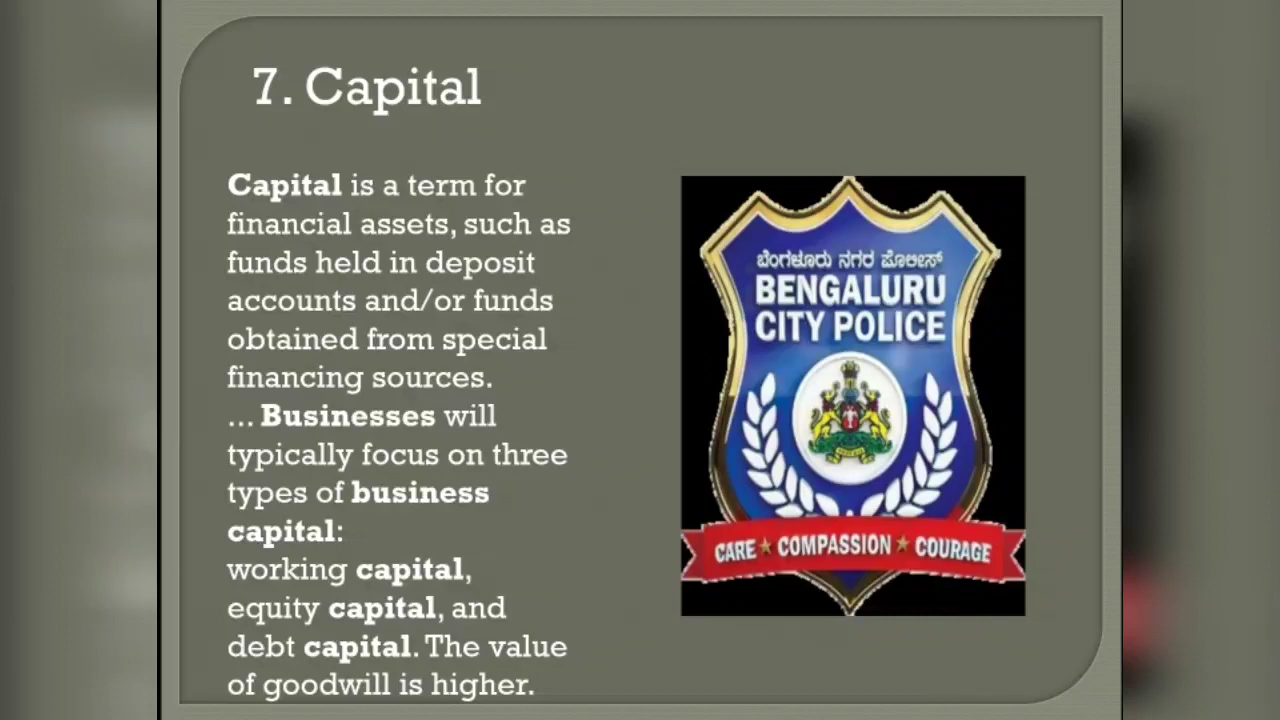 7. Capital
Capital is a term for
financial assets, such as
funds held in deposit
accounts and/or funds
obtained from special
financing sources.
... Businesses will
typically focus on three
types of business
capital:
working capital,
equity capital, and
debt capital. The value
of goodwill is higher.
ಬೆಂಗಳೂರು ನಗರ ಪೊಲೀಸ್
BENGALURU
CITY POLICE
CARE ★ COMPASSION ★ COURAGE